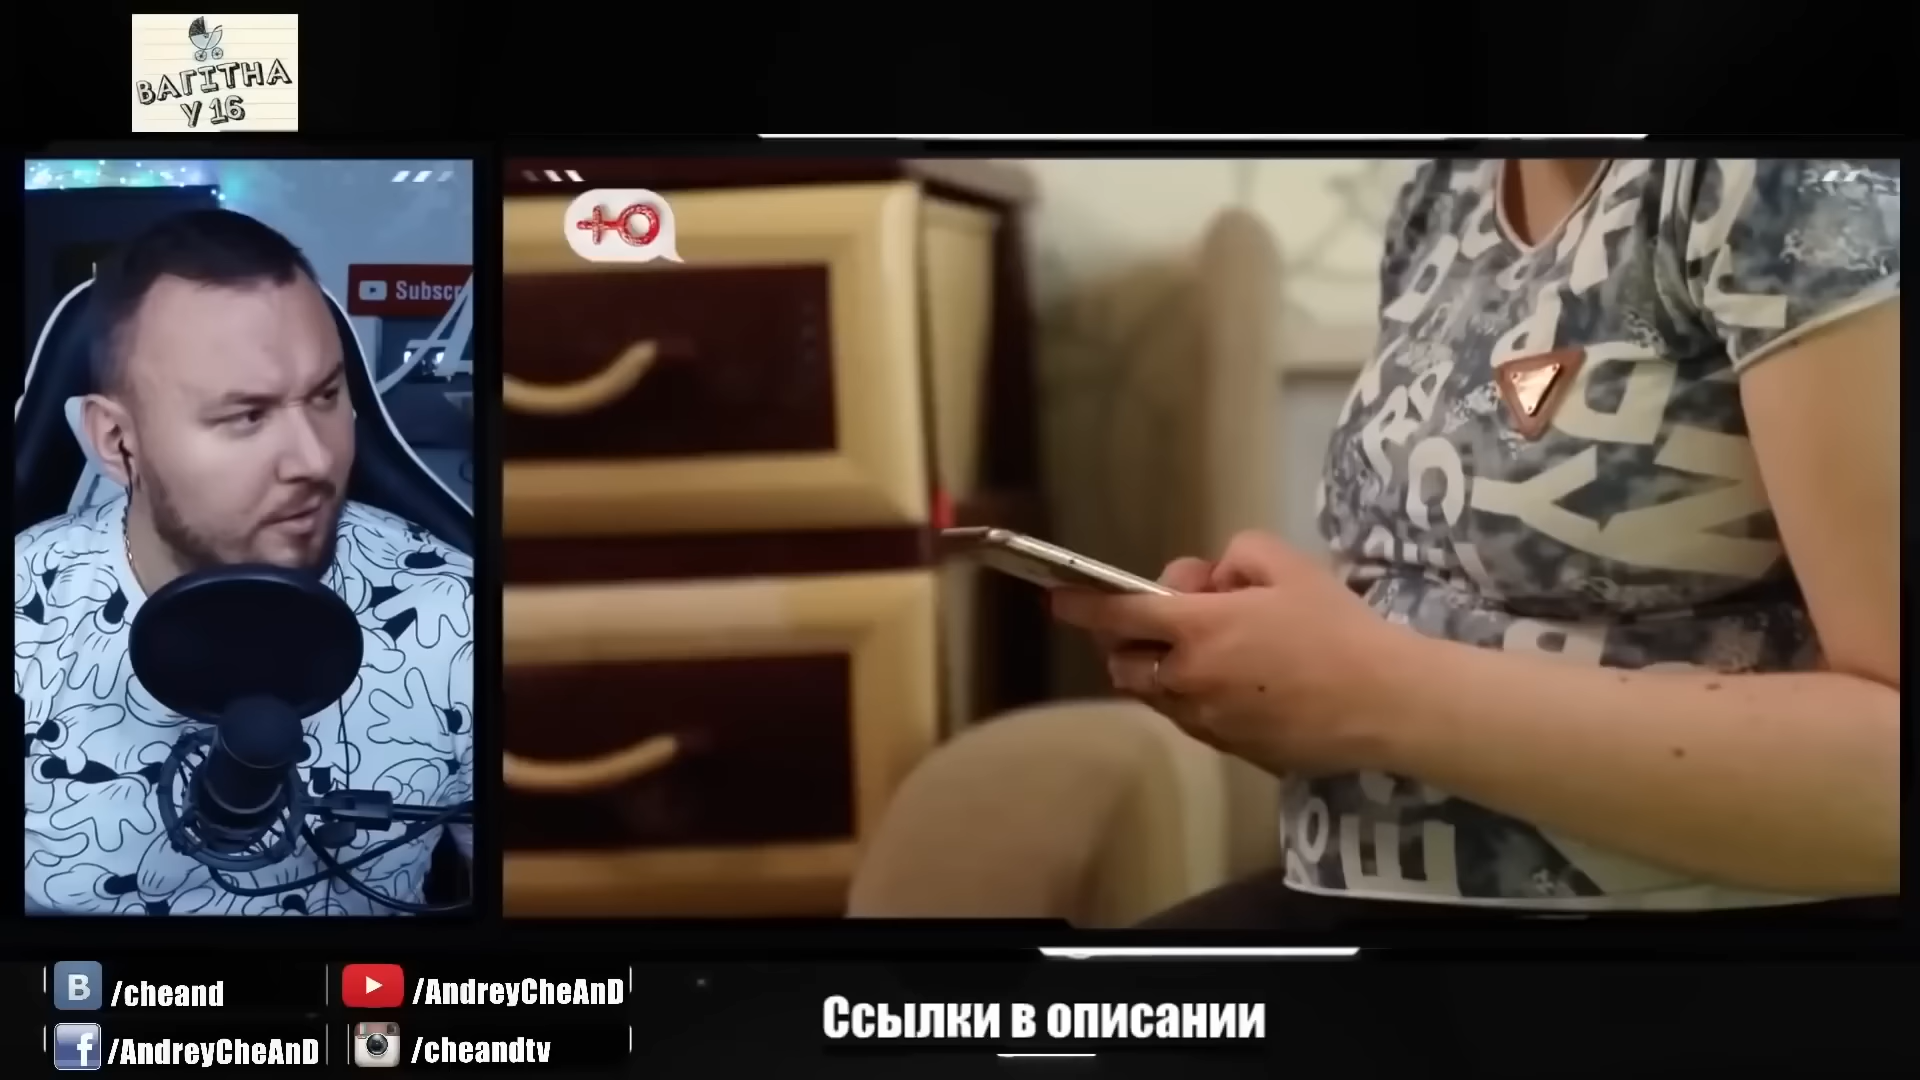 ВАГІТНА
У 16
Subscr
/cheand
/AndreyCheAnD
/AndreyCheAnD
/cheandtv
Ссылки в описании